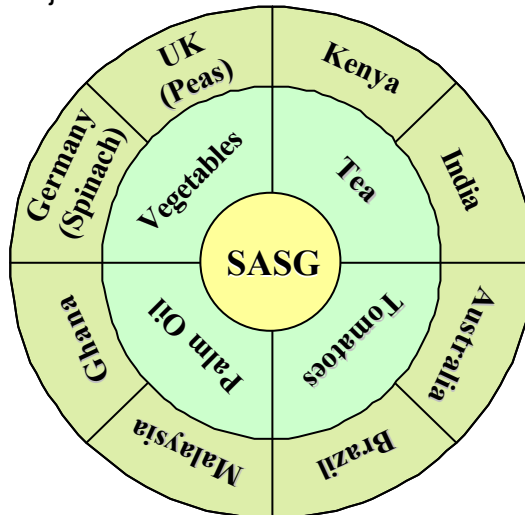 UK
(Peas)
Kenya
Germany
(Spinach)
Vegetables
Tea
India
SASG
Ghana
Palm Oil
Tomatoes
Australia
Malaysia
Brazil